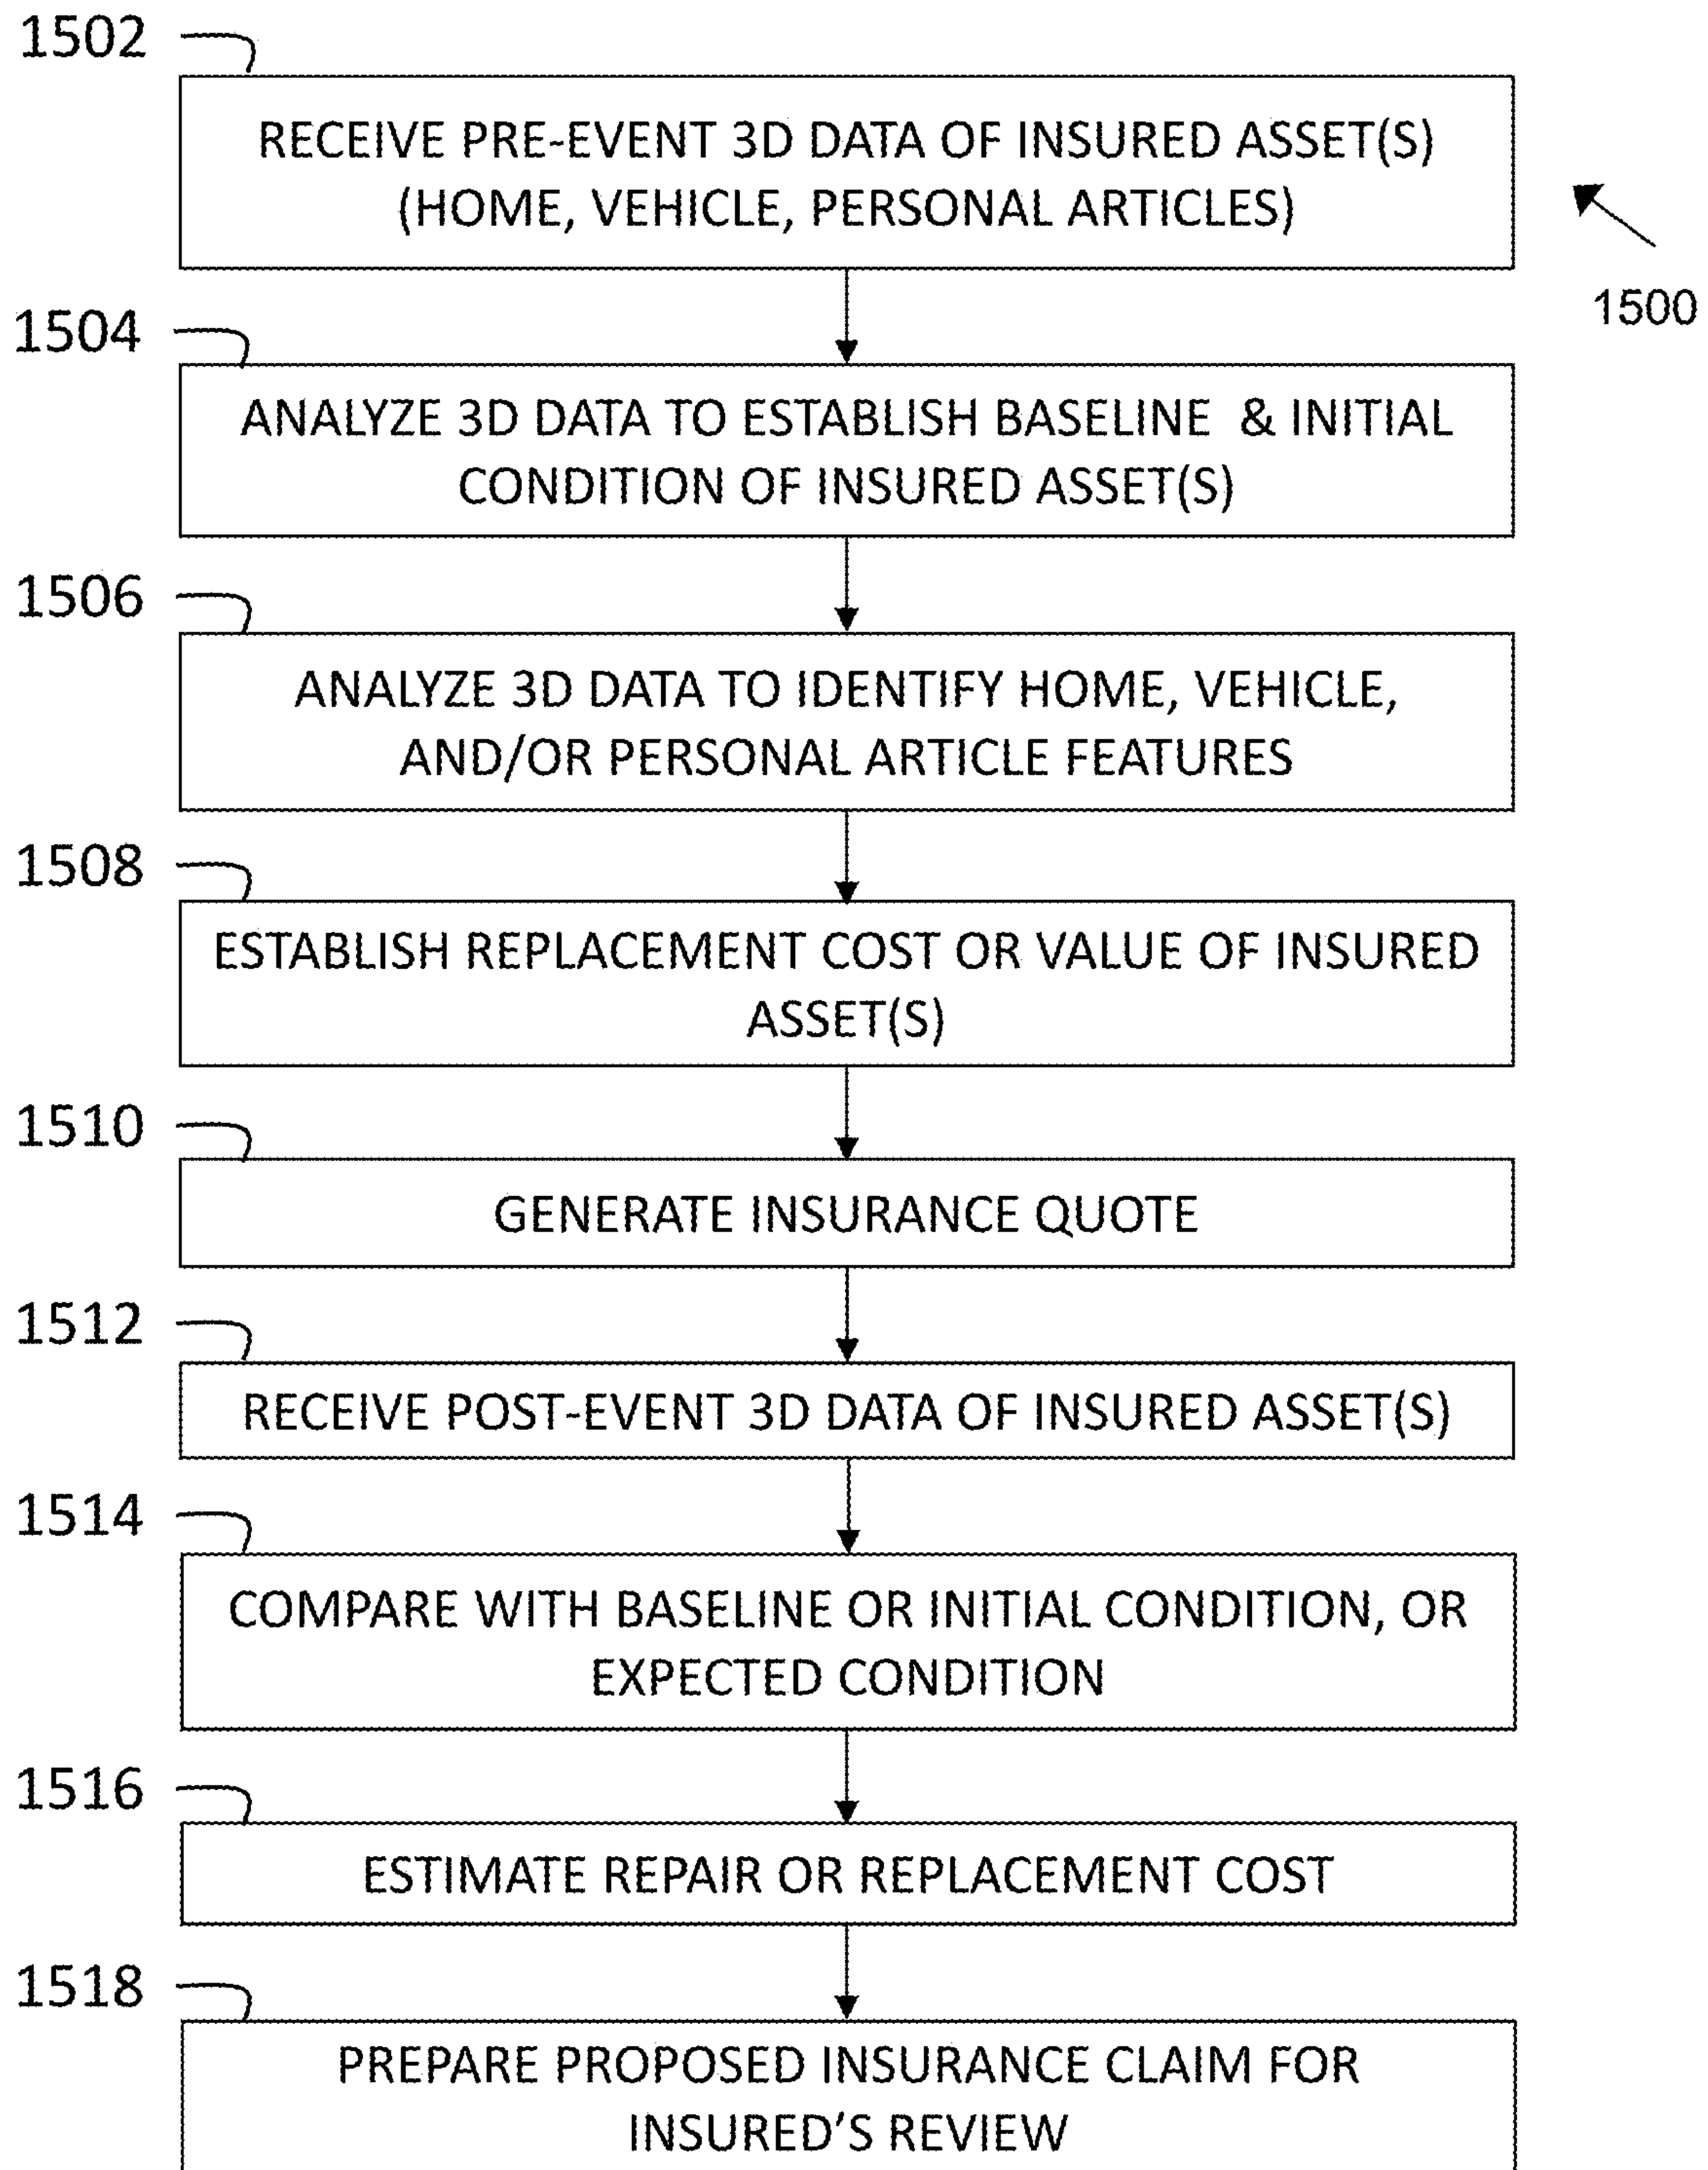 1502
RECEIVE PRE-EVENT 3D DATA OF INSURED ASSET(S)
(HOME, VEHICLE, PERSONAL ARTICLES)
1500
1504
ANALYZE 3D DATA TO ESTABLISH BASELINE & INITIAL
CONDITION OF INSURED ASSET(S)
1506
ANALYZE 3D DATA TO IDENTIFY HOME, VEHICLE,
AND/OR PERSONAL ARTICLE FEATURES
1508
ESTABLISH REPLACEMENT COST OR VALUE OF INSURED
ASSET(S)
1510
GENERATE INSURANCE QUOTE
1512
RECEIVE POST-EVENT 3D DATA OF INSURED ASSET(S)
1514
COMPARE WITH BASELINE OR INITIAL CONDITION, OR
EXPECTED CONDITION
1516
ESTIMATE REPAIR OR REPLACEMENT COST
1518
PREPARE PROPOSED INSURANCE CLAIM FOR
INSURED'S REVIEW